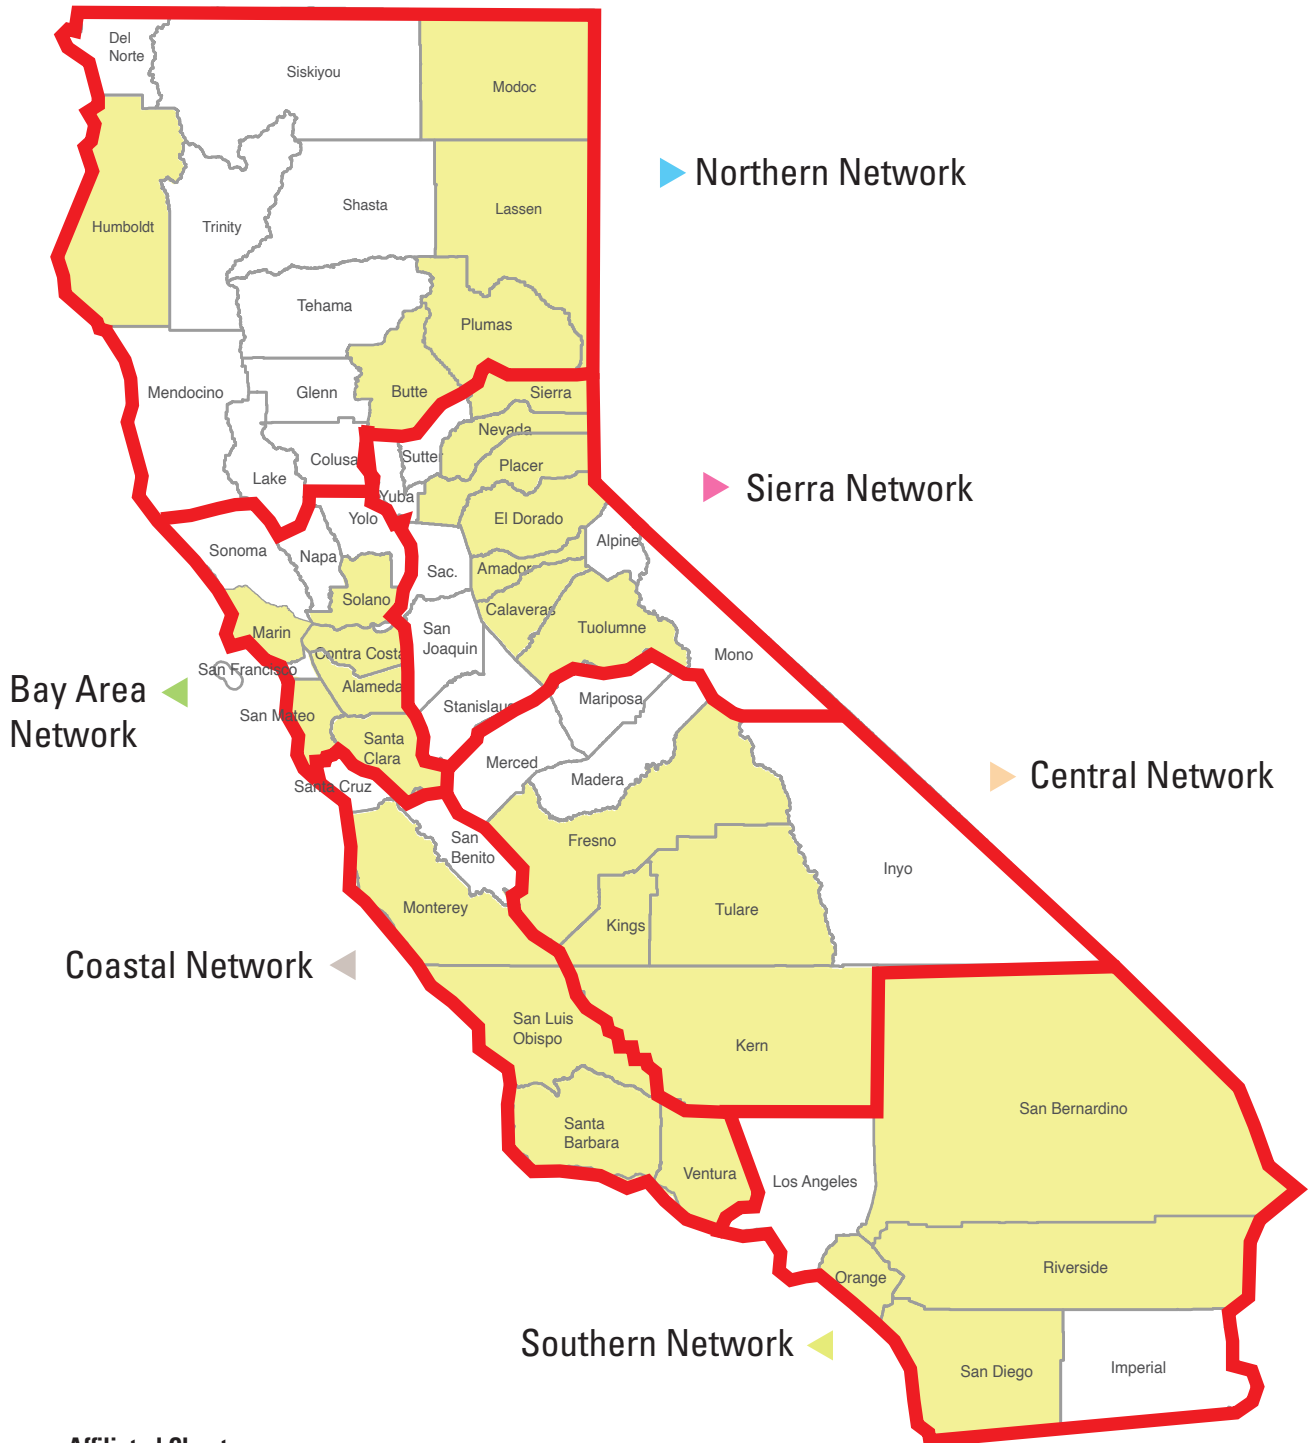 Del
Norte
Siskiyou
Modoc
Northern Network
Humboldt
Trinity
Shasta
Lassen
Tehama
Plumas
Mendocino
Glenn
Butte
Sierra
Nevada
Colusa
Sutte
Placer
Lake
Yuba
Sierra Network
Yolo
El Dorado
Sonoma
Napa
Sac.
Alpine
Amador
Solano
Calaveras
Marin
San
Joaquin
Tuolumne
Contra Costa
San Francisco
Mono
Alameda
Bay Area
Network
San Mateo
Stanislaus
Mariposa
Santa
Clara
Merced
Madera
Central Network
Santa Cruz
San
Benito
Fresno
Inyo
Monterey
Kings
Tulare
Coastal Network
San Luis
Obispo
Kern
San Bernardino
Santa
Barbara
Ventura
Los Angeles
Orange
Riverside
Southern Network
San Diego
Imperial